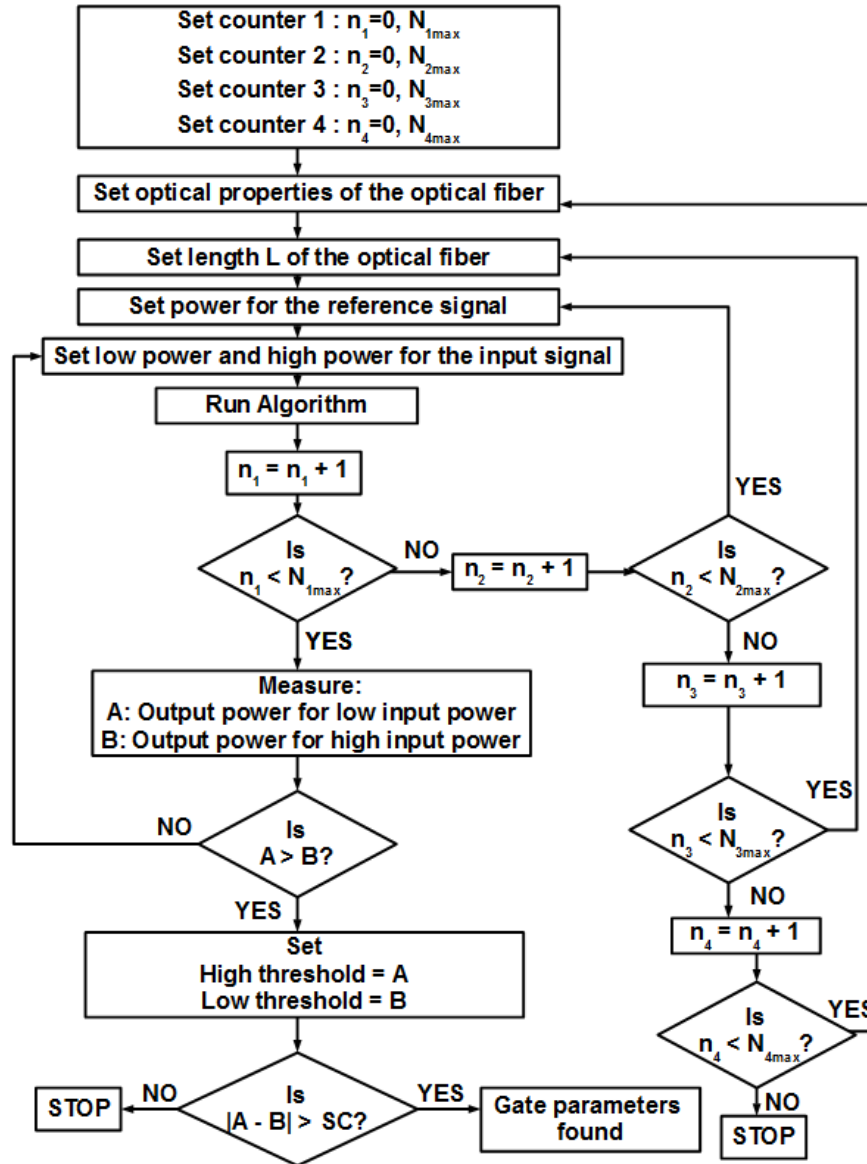 Set counter 1 : n₁=0, N₁ₘₐₓ
Set counter 2 : n₂=0, N₂ₘₐₓ
Set counter 3 : n₃=0, N₃ₘₐₓ
Set counter 4 : n₄=0, N₄ₘₐₓ
Set optical properties of the optical fiber
Set length L of the optical fiber
Set power for the reference signal
Set low power and high power for the input signal
Run Algorithm
n₁ = n₁ + 1
Is
n₁ < N₁ₘₐₓ?
NO
n₂ = n₂ + 1
Is
n₂ < N₂ₘₐₓ?
YES
YES
NO
Measure:
A: Output power for low input power
B: Output power for high input power
n₃ = n₃ + 1
Is
A > B?
NO
YES
Is
n₃ < N₃ₘₐₓ?
YES
NO
Set
High threshold = A
Low threshold = B
n₄ = n₄ + 1
Is
n₄ < N₄ₘₐₓ?
YES
NO
STOP
Is
|A - B| > SC?
NO
STOP
YES
Gate parameters
found